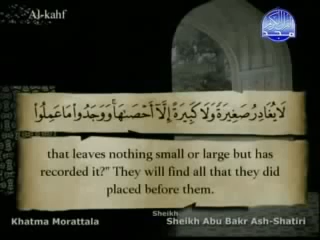 Al-kahf
المجد
لَا يُغَادِرُ صَغِيرَةً وَلَا كَبِيرَةً إِلَّا أَحْصَىٰهَا ۚ وَوَجَدُوا۟ مَا عَمِلُوا۟
that leaves nothing small or large but has
recorded it?" They will find all that they did
placed before them.
Sheikh
Khatma Morattala
Sheikh Abu Bakr Ash-Shatiri